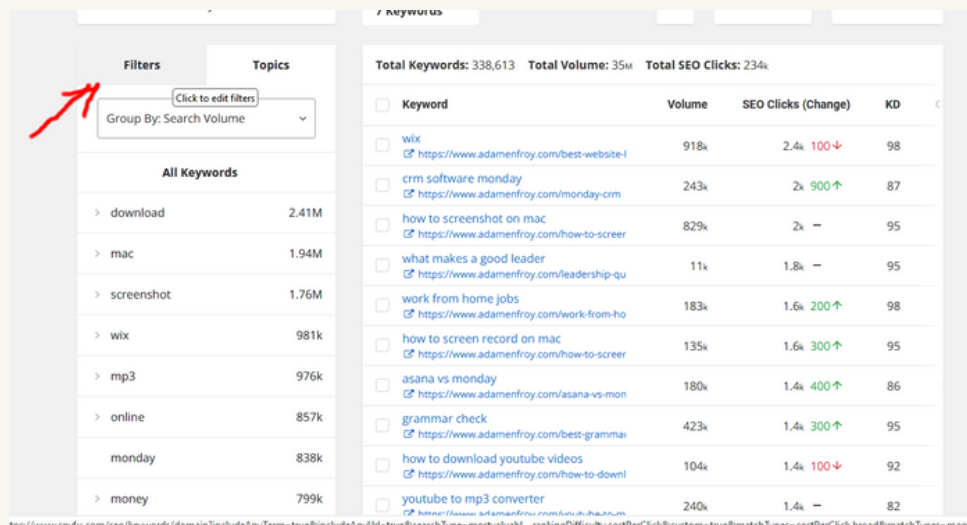 7 Keywords
Filters
Topics
Click to edit filters
Group By: Search Volume
All Keywords
download 2.41M
mac 1.94M
screenshot 1.76M
wix 981k
mp3 976k
online 857k
monday 838k
money 799k
Total Keywords: 338,613 Total Volume: 35M Total SEO Clicks: 234k
Keyword Volume SEO Clicks (Change) KD
wix 918k 2.4k 100 98
https://www.adamenfroy.com/best-website-l
crm software monday 243k 2k 900 87
https://www.adamenfroy.com/monday-crm
how to screenshot on mac 829k 2k – 95
https://www.adamenfroy.com/how-to-screer
what makes a good leader 11k 1.8k – 95
https://www.adamenfroy.com/leadership-qu
work from home jobs 183k 1.6k 200 98
https://www.adamenfroy.com/work-from-ho
how to screen record on mac 135k 1.6k 300 95
https://www.adamenfroy.com/how-to-screer
asana vs monday 180k 1.4k 400 86
https://www.adamenfroy.com/asana-vs-mon
grammar check 423k 1.4k 300 95
https://www.adamenfroy.com/best-grammar
how to download youtube videos 104k 1.4k 100 92
https://www.adamenfroy.com/how-to-downl
youtube to mp3 converter 240k 1.4k – 82
https://www.adamenfroy.com/youtube-to-m